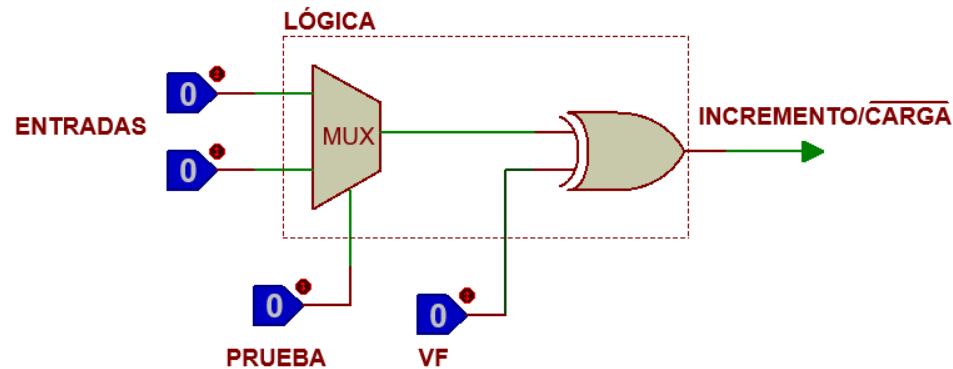 LÓGICA
0
ENTRADAS
MUX
INCREMENTO/CARGA
0
0
0
PRUEBA
VF